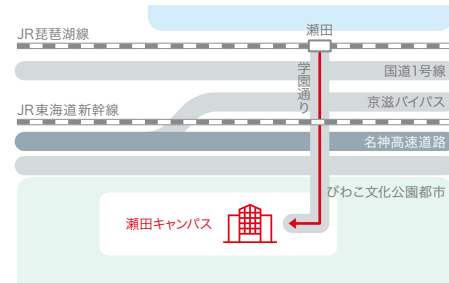 JR琵琶湖線
瀬田
学園通り
国道1号線
京滋バイパス
JR東海道新幹線
名神高速道路
びわこ文化公園都市
瀬田キャンパス